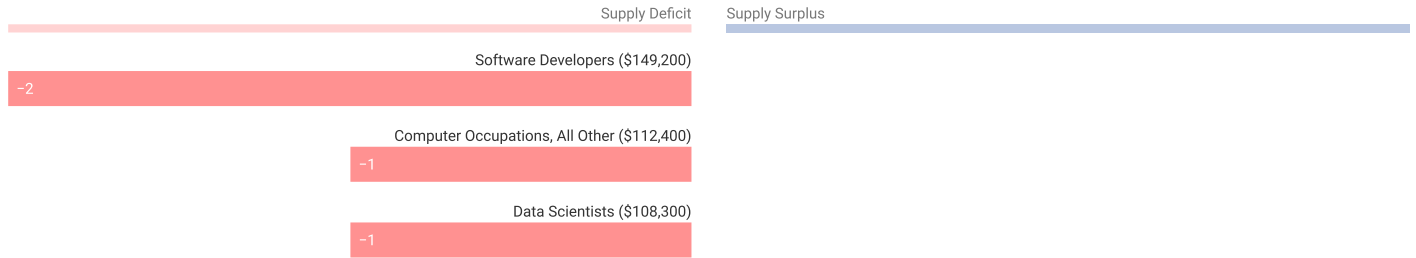 Supply Deficit Supply Surplus
Software Developers ($149,200)
−2
Computer Occupations, All Other ($112,400)
−1
Data Scientists ($108,300)
−1